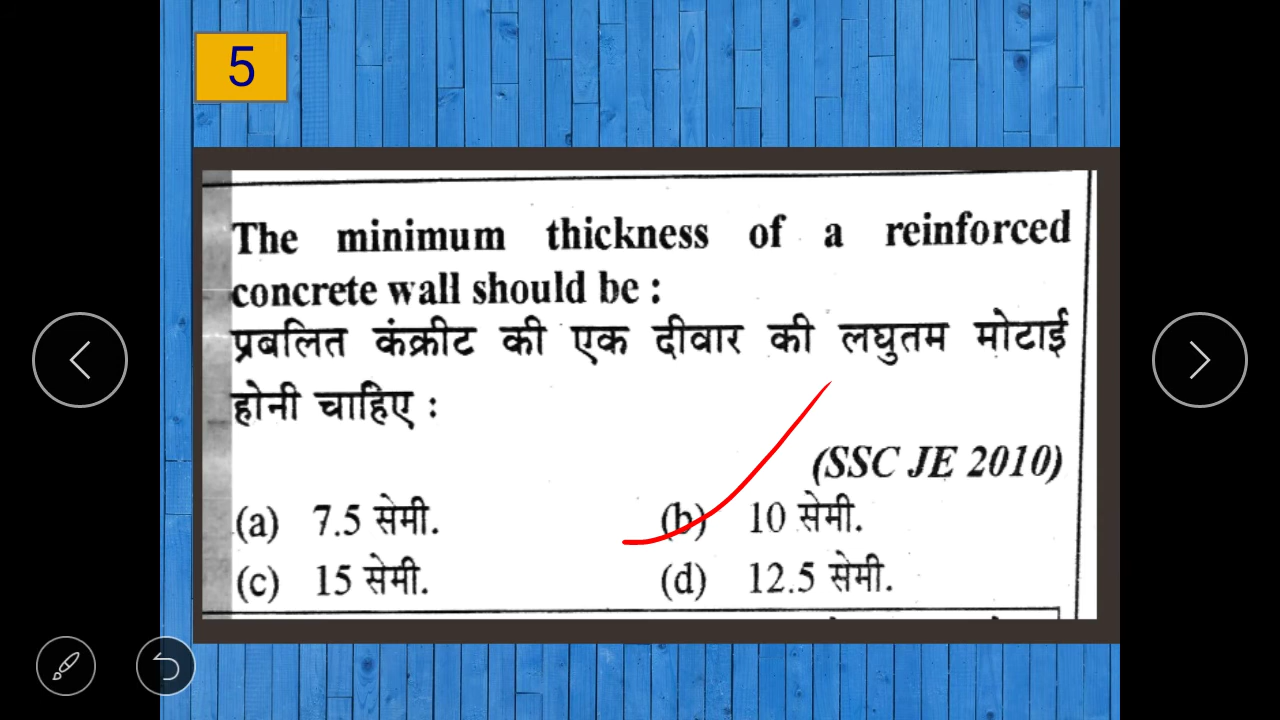 5
The minimum thickness of a reinforced
concrete wall should be :
प्रबलित कंक्रीट की एक दीवार की लघुतम मोटाई
होनी चाहिए :
(SSC JE 2010)
(a) 7.5 सेमी. (b) 10 सेमी.
(c) 15 सेमी. (d) 12.5 सेमी.